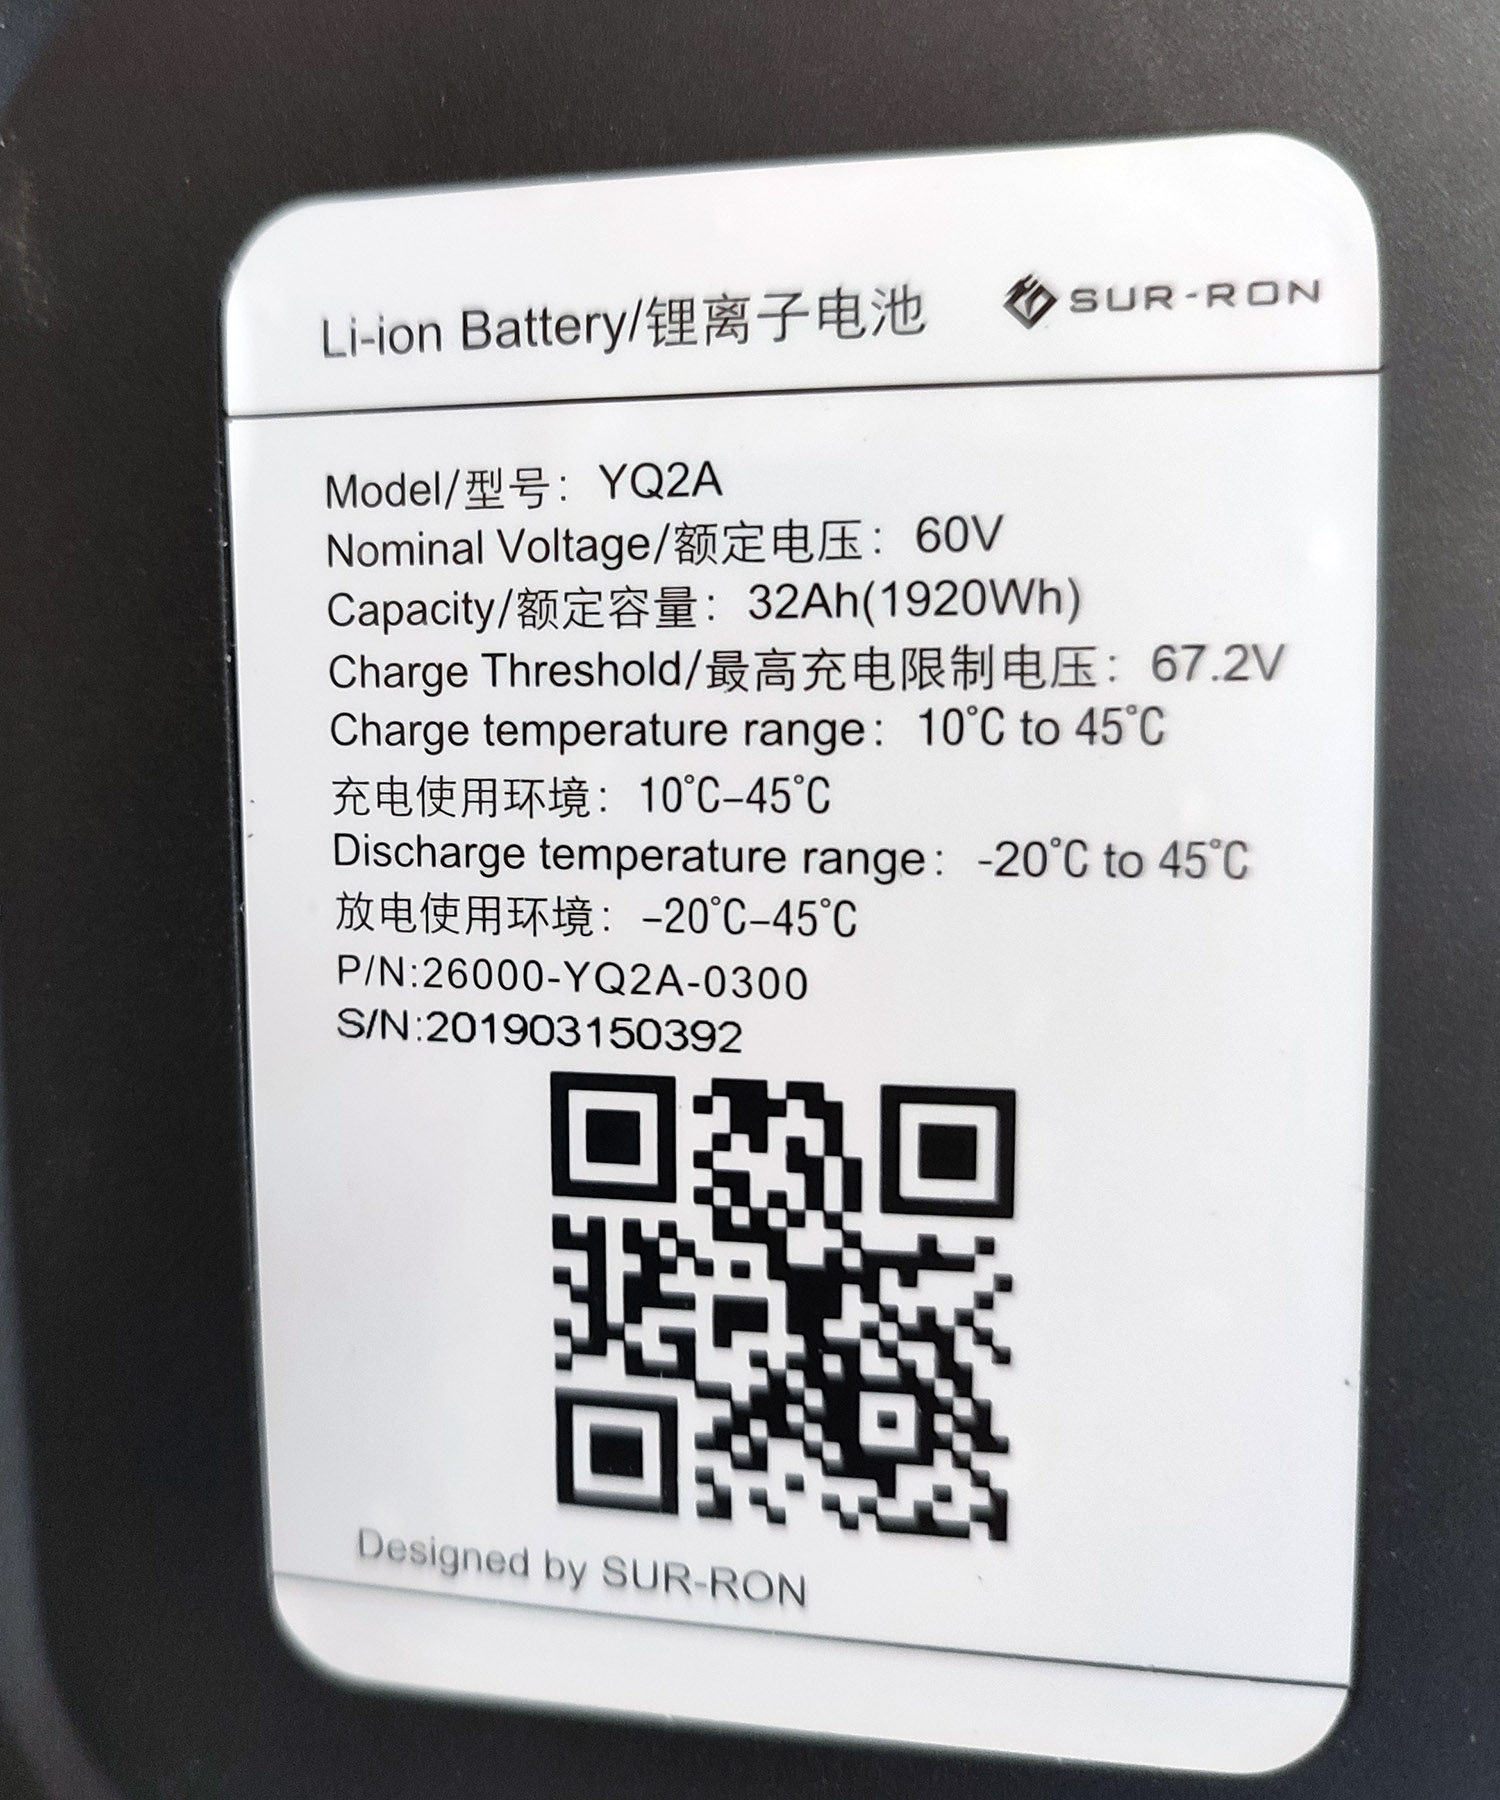 Li-ion Battery/锂离子电池 SUR-RON
Model/型号：YQ2A
Nominal Voltage/额定电压：60V
Capacity/额定容量：32Ah(1920Wh)
Charge Threshold/最高充电限制电压：67.2V
Charge temperature range：10℃ to 45℃
充电使用环境：10℃–45℃
Discharge temperature range：-20℃ to 45℃
放电使用环境：–20℃–45℃
P/N:26000-YQ2A-0300
S/N:201903150392
Designed by SUR-RON